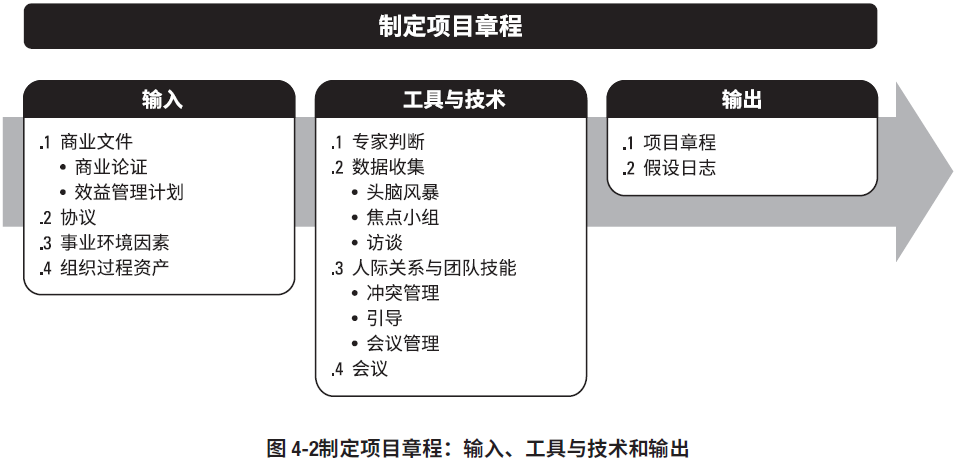 制定项目章程
输入
.1 商业文件
• 商业论证
• 效益管理计划
.2 协议
.3 事业环境因素
.4 组织过程资产
工具与技术
.1 专家判断
.2 数据收集
• 头脑风暴
• 焦点小组
• 访谈
.3 人际关系与团队技能
• 冲突管理
• 引导
• 会议管理
.4 会议
输出
.1 项目章程
.2 假设日志
图 4-2制定项目章程：输入、工具与技术和输出